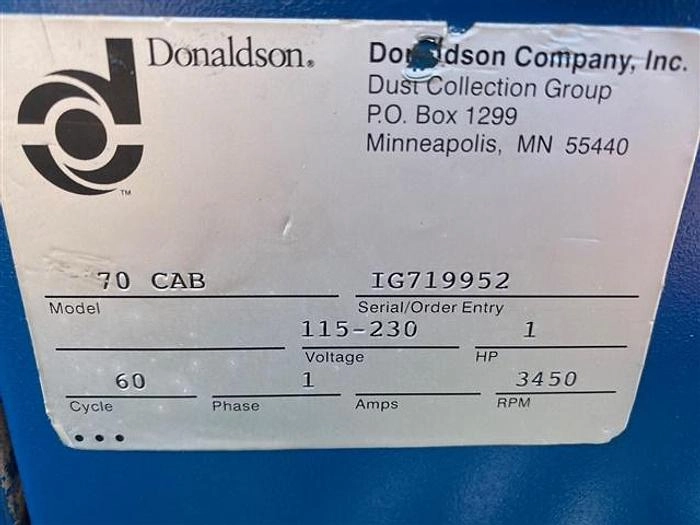 Donaldson®
Donaldson Company, Inc.
Dust Collection Group
P.O. Box 1299
Minneapolis, MN 55440
TM
70 CAB IG719952
Model Serial/Order Entry
115-230 1
Voltage HP
60 1 3450
Cycle Phase Amps RPM